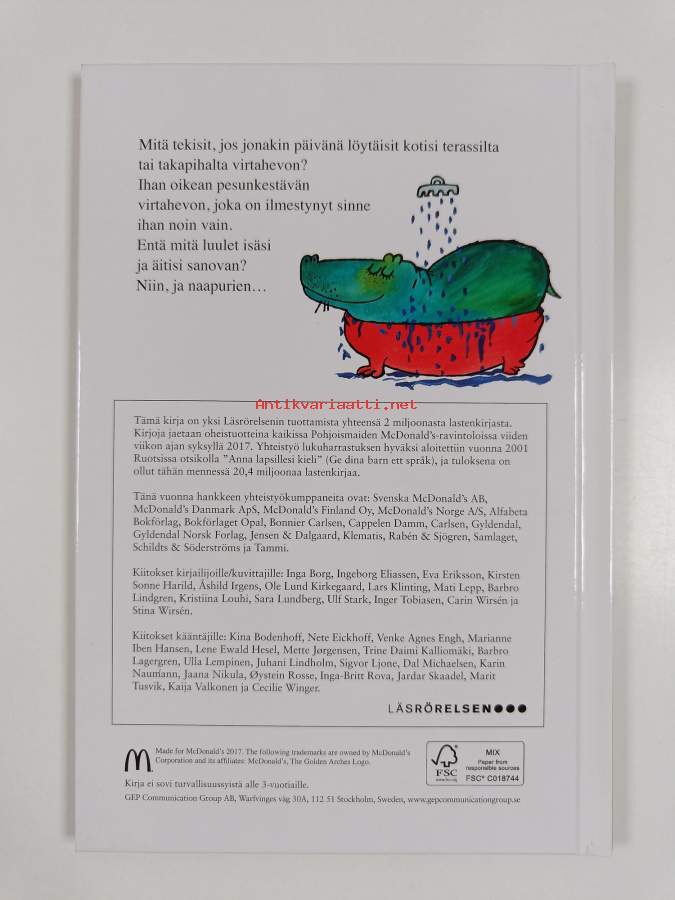 Mitä tekisit, jos jonakin päivänä löytäisit kotisi terassilta
tai takapihalta virtahevon?
Ihan oikean pesunkestävän
virtahevon, joka on ilmestynyt sinne
ihan noin vain.
Entä mitä luulet isäsi
ja äitisi sanovan?
Niin, ja naapurien…
Antikvariaatti.net
Tämä kirja on yksi Läsrörelsenin tuottamista yhteensä 2 miljoonasta lastenkirjasta.
Kirjoja jaetaan oheistuotteina kaikissa Pohjoismaiden McDonald's-ravintoloissa viiden
viikon ajan syksyllä 2017. Yhteistyö lukuharrastuksen hyväksi aloitettiin vuonna 2001
Ruotsissa otsikolla ”Anna lapsillesi kieli” (Ge dina barn ett språk), ja tuloksena on
ollut tähän mennessä 20,4 miljoonaa lastenkirjaa.
Tänä vuonna hankkeen yhteistyökumppaneita ovat: Svenska McDonald's AB,
McDonald's Danmark ApS, McDonald's Finland Oy, McDonald's Norge A/S, Alfabeta
Bokförlag, Bokförlaget Opal, Bonnier Carlsen, Cappelen Damm, Carlsen, Gyldendal,
Gyldendal Norsk Forlag, Jensen & Dalgaard, Klematis, Rabén & Sjögren, Samlaget,
Schildts & Söderströms ja Tammi.
Kiitokset kirjailijoille/kuvittajille: Inga Borg, Ingeborg Eliassen, Eva Eriksson, Kirsten
Sonne Harild, Åshild Irgens, Ole Lund Kirkegaard, Lars Klinting, Mati Lepp, Barbro
Lindgren, Kristiina Louhi, Sara Lundberg, Ulf Stark, Inger Tobiasen, Carin Wirsén ja
Stina Wirsén.
Kiitokset kääntäjille: Kina Bodenhoff, Nete Eickhoff, Venke Agnes Engh, Marianne
Iben Hansen, Lene Ewald Hesel, Mette Jørgensen, Trine Daimi Kalliomäki, Barbro
Lagergren, Ulla Lempinen, Juhani Lindholm, Sigvor Ljone, Dal Michaelsen, Karin
Naumann, Jaana Nikula, Øystein Rosse, Inga-Britt Rova, Jardar Skaadel, Marit
Tusvik, Kaija Valkonen ja Cecilie Winger.
LÄSRÖRELSEN
Made for McDonald's 2017. The following trademarks are owned by McDonald's
Corporation and its affiliates: McDonald's, The Golden Arches Logo.
Kirja ei sovi turvallisuussyistä alle 3-vuotiaille.
GEP Communication Group AB, Warfvinges väg 30A, 112 51 Stockholm, Sweden, www.gepcommunicationgroup.se
FSC
www.fsc.org
MIX
Paper from
responsible sources
FSC® C018744